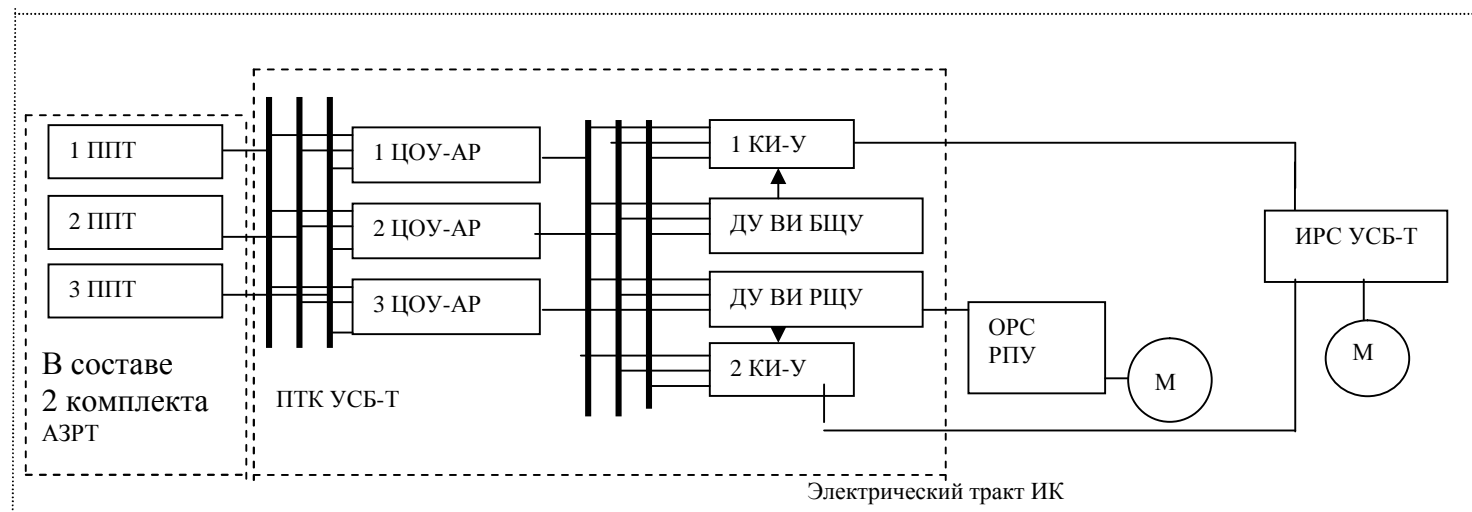 1 ППТ
2 ППТ
3 ППТ
В составе
2 комплекта
АЗРТ
ПТК УСБ-Т
1 ЦОУ-АР
2 ЦОУ-АР
3 ЦОУ-АР
1 КИ-У
ДУ ВИ БЩУ
ДУ ВИ РЩУ
2 КИ-У
ОРС
РПУ
М
ИРС УСБ-Т
М
Электрический тракт ИК